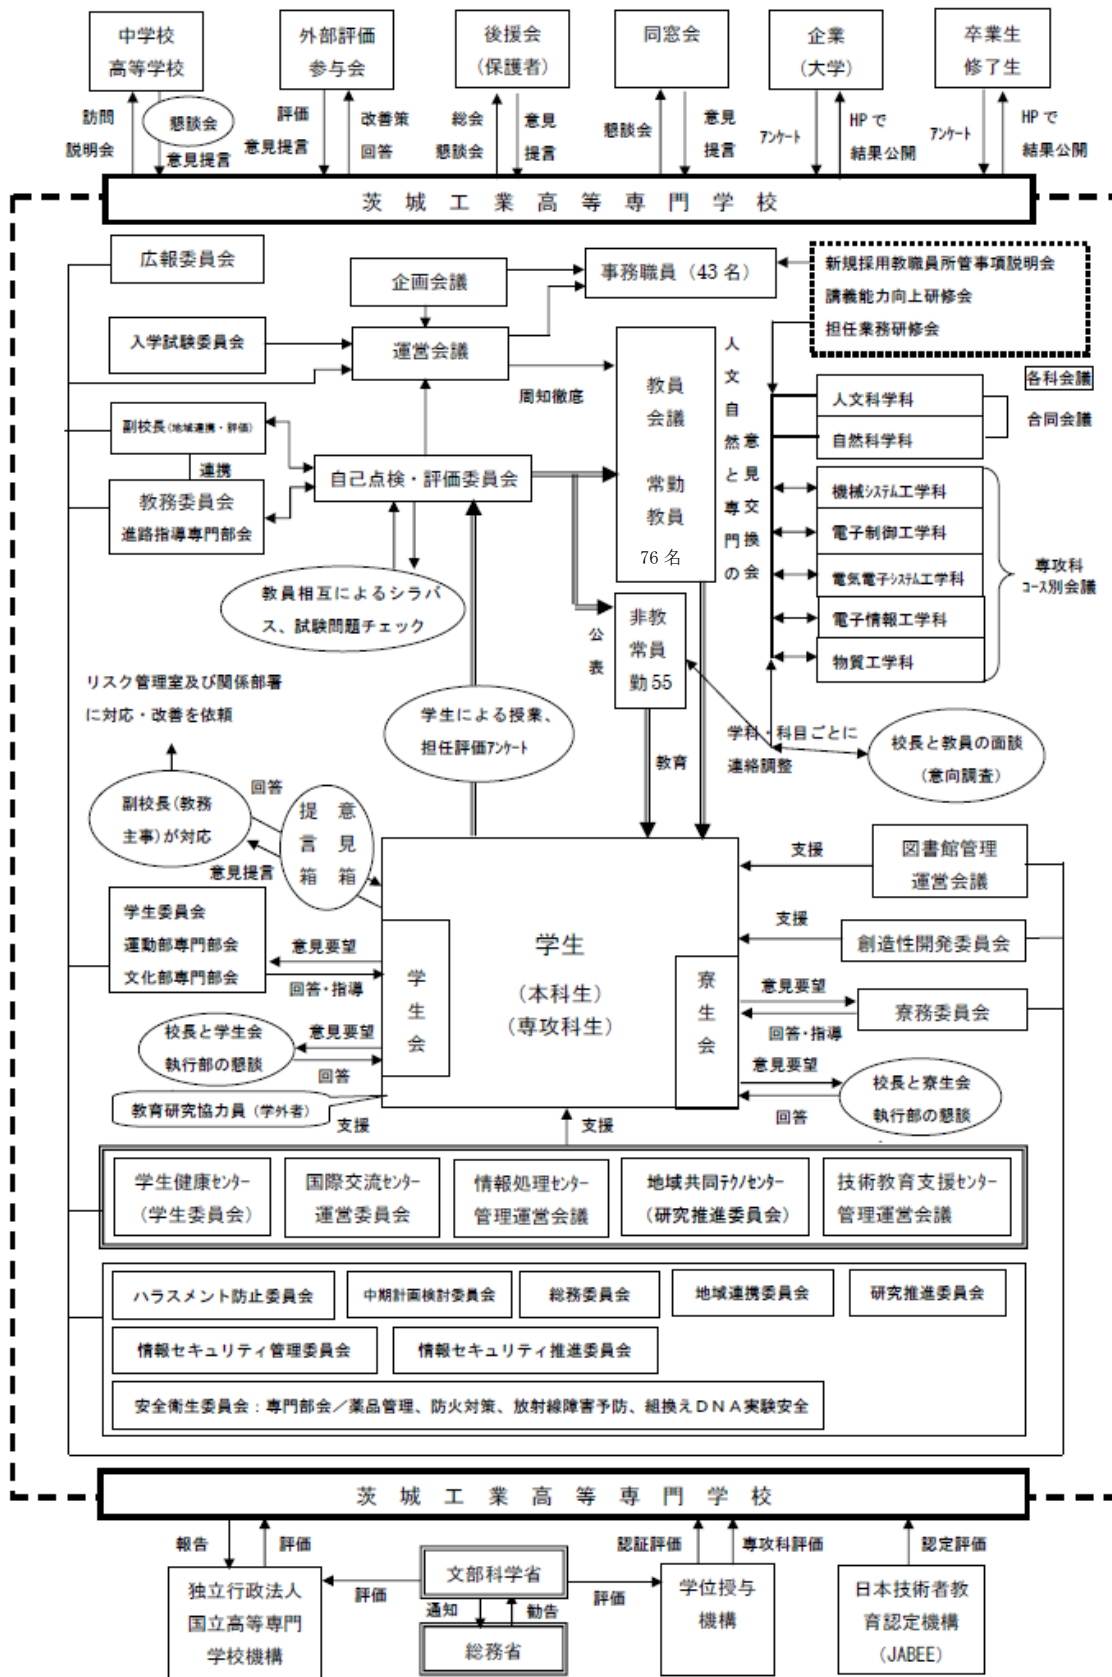 中学校
高等学校
外部評価
参与会
後援会
(保護者)
同窓会
企業
(大学)
卒業生
修了生
訪問
説明会
懇談会
意見提言
評価
意見提言
改善策
回答
総会
懇談会
意見
提言
懇談会
意見
提言
アンケート
HPで
結果公開
アンケート
HPで
結果公開
茨城工業高等専門学校
広報委員会
企画会議
事務職員（43名）
新規採用教職員所管事項説明会
講義能力向上研修会
担任業務研修会
入学試験委員会
運営会議
周知徹底
教員
会議
常勤
教員
76 名
人文自然と専門の
意見交換会
各科会議
人文科学科
自然科学科
合同会議
副校長(地域連携・評価)
連携
教務委員会
進路指導専門部会
自己点検・評価委員会
機械システム工学科
電子制御工学科
電気電子システム工学科
電子情報工学科
物質工学科
専攻科
コース別会議
教員相互によるシラバ
ス、試験問題チェック
公表
非教
常員
勤 55
リスク管理室及び関係部署
に対応・改善を依頼
学生による授業、
担任評価アンケート
教育
学科・科目ごとに
連絡調整
校長と教員の面談
(意向調査)
副校長(教務
主事)が対応
回答
意見提言
提 意
言 見
箱 箱
学生
(本科生)
(専攻科生)
支援
図書館管理
運営会議
支援
創造性開発委員会
学生委員会
運動部専門部会
文化部専門部会
意見要望
回答・指導
学生会
寮生会
意見要望
回答・指導
寮務委員会
校長と学生会
執行部の懇談
意見要望
回答
意見要望
回答
校長と寮生会
執行部の懇談
教育研究協力員（学外者）
支援
支援
学生健康センター
(学生委員会)
国際交流センター
運営委員会
情報処理センター
管理運営会議
地域共同テクノセンター
(研究推進委員会)
技術教育支援センター
管理運営会議
ハラスメント防止委員会
中期計画検討委員会
総務委員会
地域連携委員会
研究推進委員会
情報セキュリティ管理委員会
情報セキュリティ推進委員会
安全衛生委員会：専門部会／薬品管理、防火対策、放射線障害予防、組換えＤＮＡ実験安全
茨城工業高等専門学校
報告
評価
認証評価
専攻科評価
認定評価
独立行政法人
国立高等専門
学校機構
評価
文部科学省
通知
勧告
総務省
評価
学位授与
機構
日本技術者教
育認定機構
(JABEE)